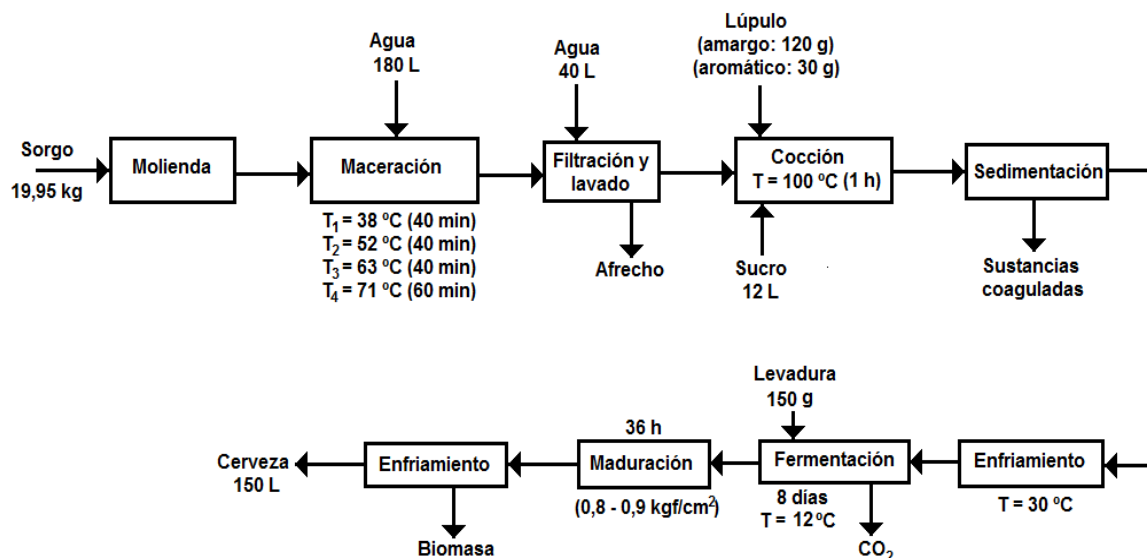 Sorgo
19,95 kg
Molienda
Agua
180 L
Maceración
T1 = 38 ºC (40 min)
T2 = 52 ºC (40 min)
T3 = 63 ºC (40 min)
T4 = 71 ºC (60 min)
Agua
40 L
Filtración y
lavado
Afrecho
Lúpulo
(amargo: 120 g)
(aromático: 30 g)
Cocción
T = 100 ºC (1 h)
Sucro
12 L
Sedimentación
Sustancias
coaguladas
Enfriamiento
T = 30 ºC
Levadura
150 g
Fermentación
8 días
T = 12 ºC
CO2
36 h
Maduración
(0,8 - 0,9 kgf/cm2)
Enfriamiento
Biomasa
Cerveza
150 L